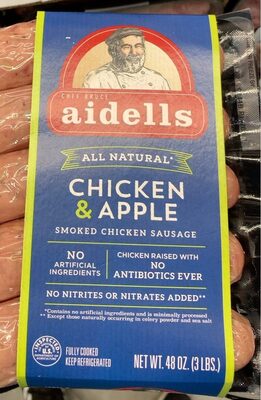 CHEF BRUCE
aidells
ALL NATURAL*
CHICKEN
& APPLE
SMOKED CHICKEN SAUSAGE
NO
ARTIFICIAL
INGREDIENTS
CHICKEN RAISED WITH
NO
ANTIBIOTICS EVER
NO NITRITES OR NITRATES ADDED**
*Contains no artificial ingredients and is minimally processed
** Except those naturally occurring in celery powder and sea salt
INSPECTED
U.S.
FULLY COOKED
KEEP REFRIGERATED
NET WT. 48 OZ. (3 LBS.)